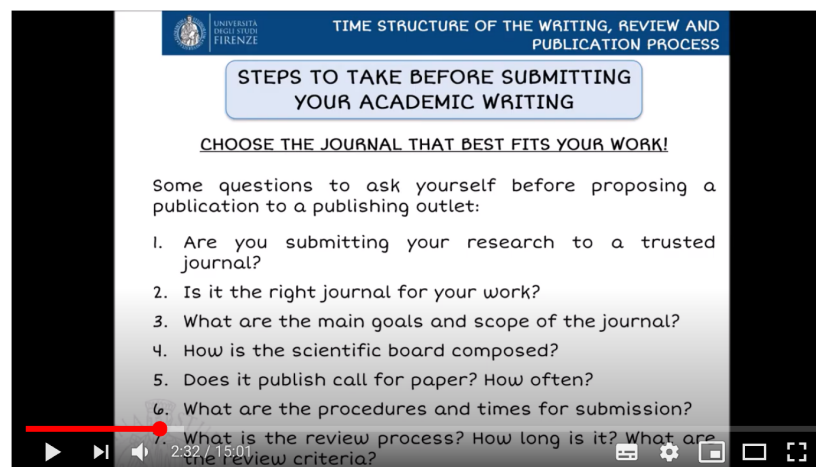 UNIVERSITÀ
DEGLI STUDI
FIRENZE
TIME STRUCTURE OF THE WRITING, REVIEW AND
PUBLICATION PROCESS
STEPS TO TAKE BEFORE SUBMITTING
YOUR ACADEMIC WRITING
CHOOSE THE JOURNAL THAT BEST FITS YOUR WORK!
Some questions to ask yourself before proposing a
publication to a publishing outlet:
1. Are you submitting your research to a trusted
journal?
2. Is it the right journal for your work?
3. What are the main goals and scope of the journal?
4. How is the scientific board composed?
5. Does it publish call for paper? How often?
6. What are the procedures and times for submission?
7. What is the review process? How long is it? What are
the review criteria?
2:32 / 15:01